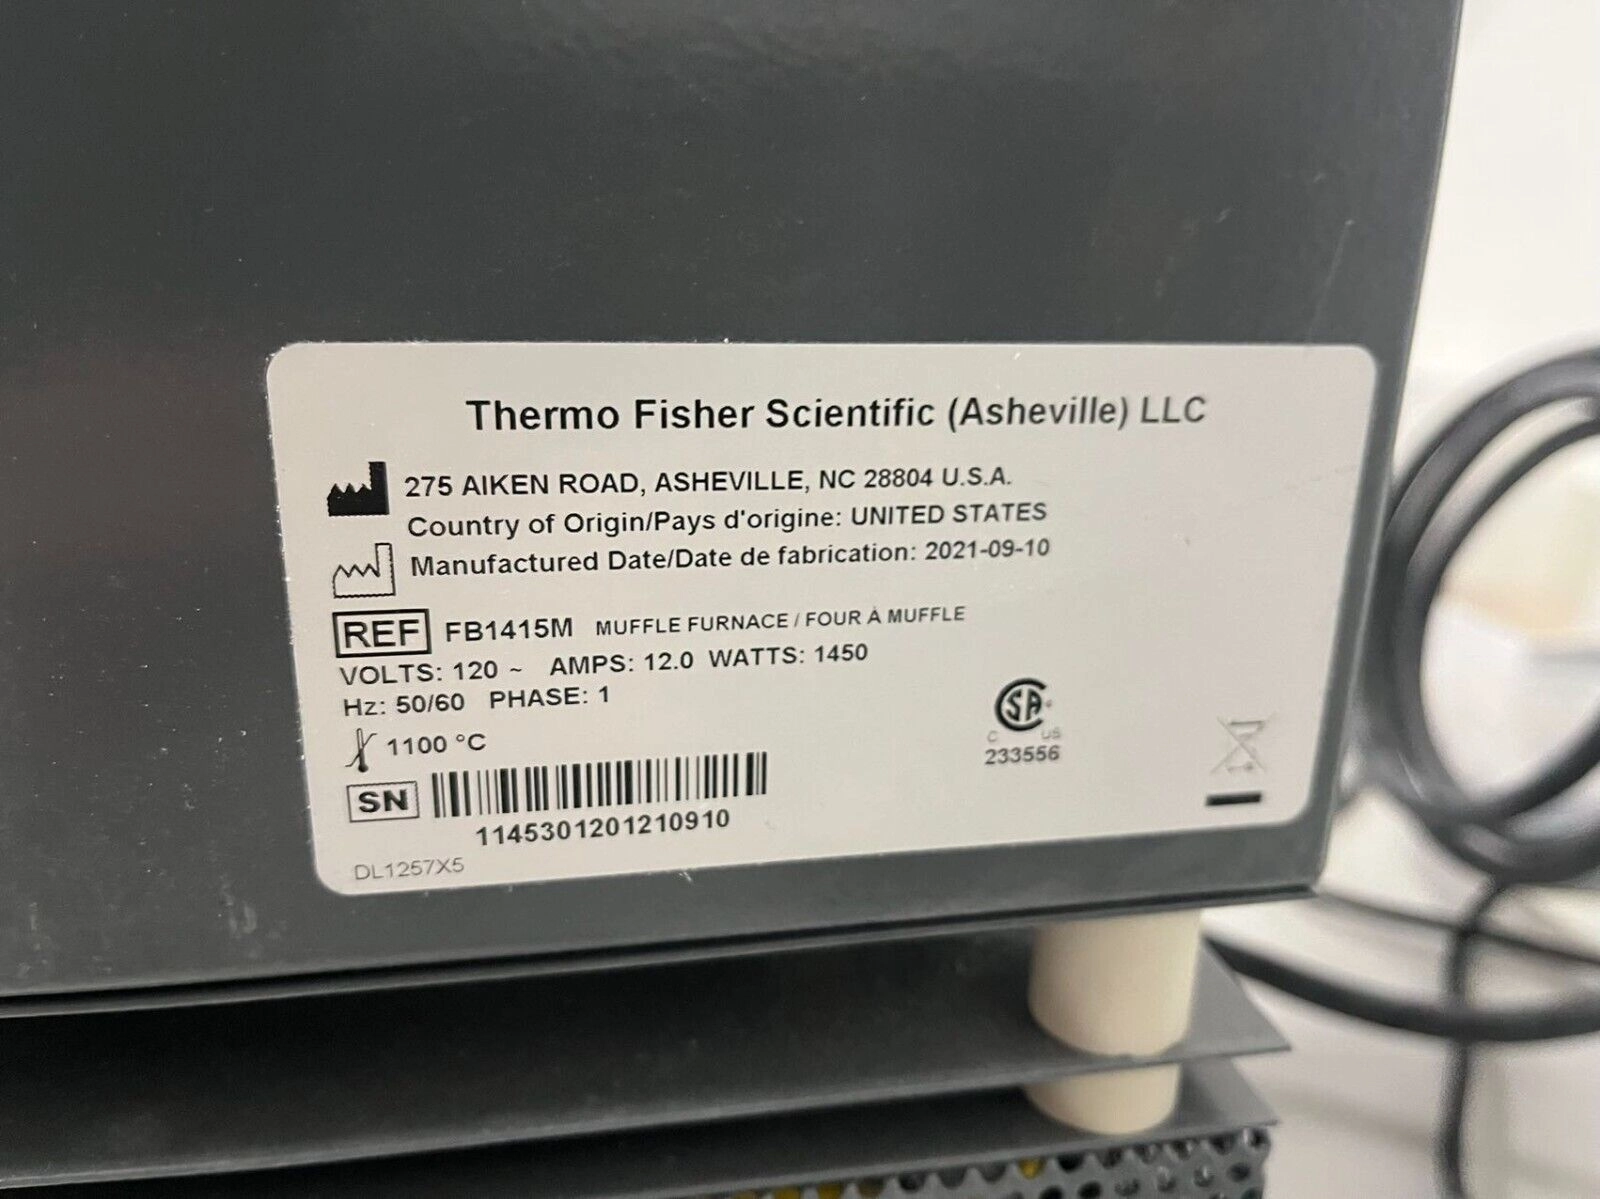 Thermo Fisher Scientific (Asheville) LLC
275 AIKEN ROAD, ASHEVILLE, NC 28804 U.S.A.
Country of Origin/Pays d'origine: UNITED STATES
Manufactured Date/Date de fabrication: 2021-09-10
REF FB1415M MUFFLE FURNACE / FOUR À MUFFLE
VOLTS: 120 ~ AMPS: 12.0 WATTS: 1450
Hz: 50/60 PHASE: 1
1100 °C
SA
C US
233556
SN
1145301201210910
DL1257X5